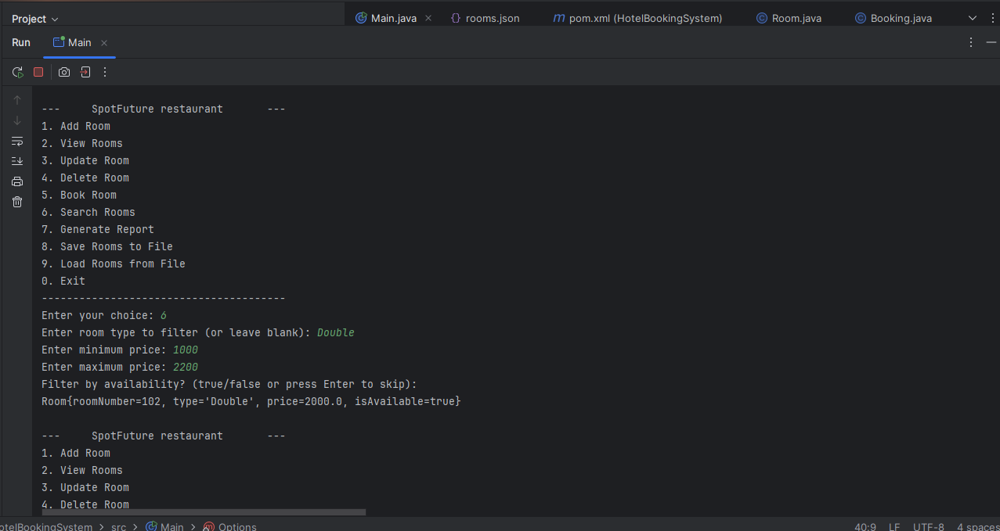 Project
Main.java
rooms.json
pom.xml (HotelBookingSystem)
Room.java
Booking.java
Run
Main
---     SpotFuture restaurant       ---
1. Add Room
2. View Rooms
3. Update Room
4. Delete Room
5. Book Room
6. Search Rooms
7. Generate Report
8. Save Rooms to File
9. Load Rooms from File
0. Exit
---------------------------------------
Enter your choice: 6
Enter room type to filter (or leave blank): Double
Enter minimum price: 1000
Enter maximum price: 2200
Filter by availability? (true/false or press Enter to skip):
Room{roomNumber=102, type='Double', price=2000.0, isAvailable=true}
---     SpotFuture restaurant       ---
1. Add Room
2. View Rooms
3. Update Room
4. Delete Room
otelBookingSystem > src > Main > Options
40:9 LF UTF-8 4 spaces